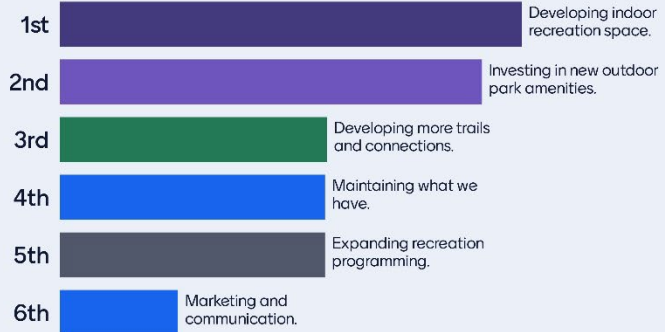 1st
Developing indoor
recreation space.
2nd
Investing in new outdoor
park amenities.
3rd
Developing more trails
and connections.
4th
Maintaining what we
have.
5th
Expanding recreation
programming.
6th
Marketing and
communication.